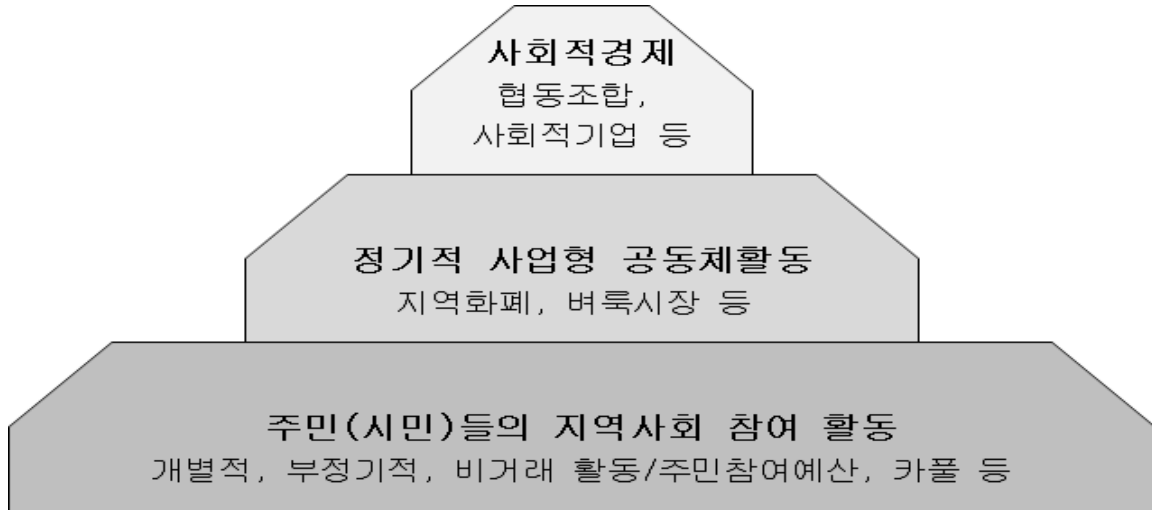 사회적경제
협동조합,
사회적기업 등
정기적 사업형 공동체활동
지역화폐, 벼룩시장 등
주민(시민)들의 지역사회 참여 활동
개별적, 부정기적, 비거래 활동/주민참여예산, 카풀 등